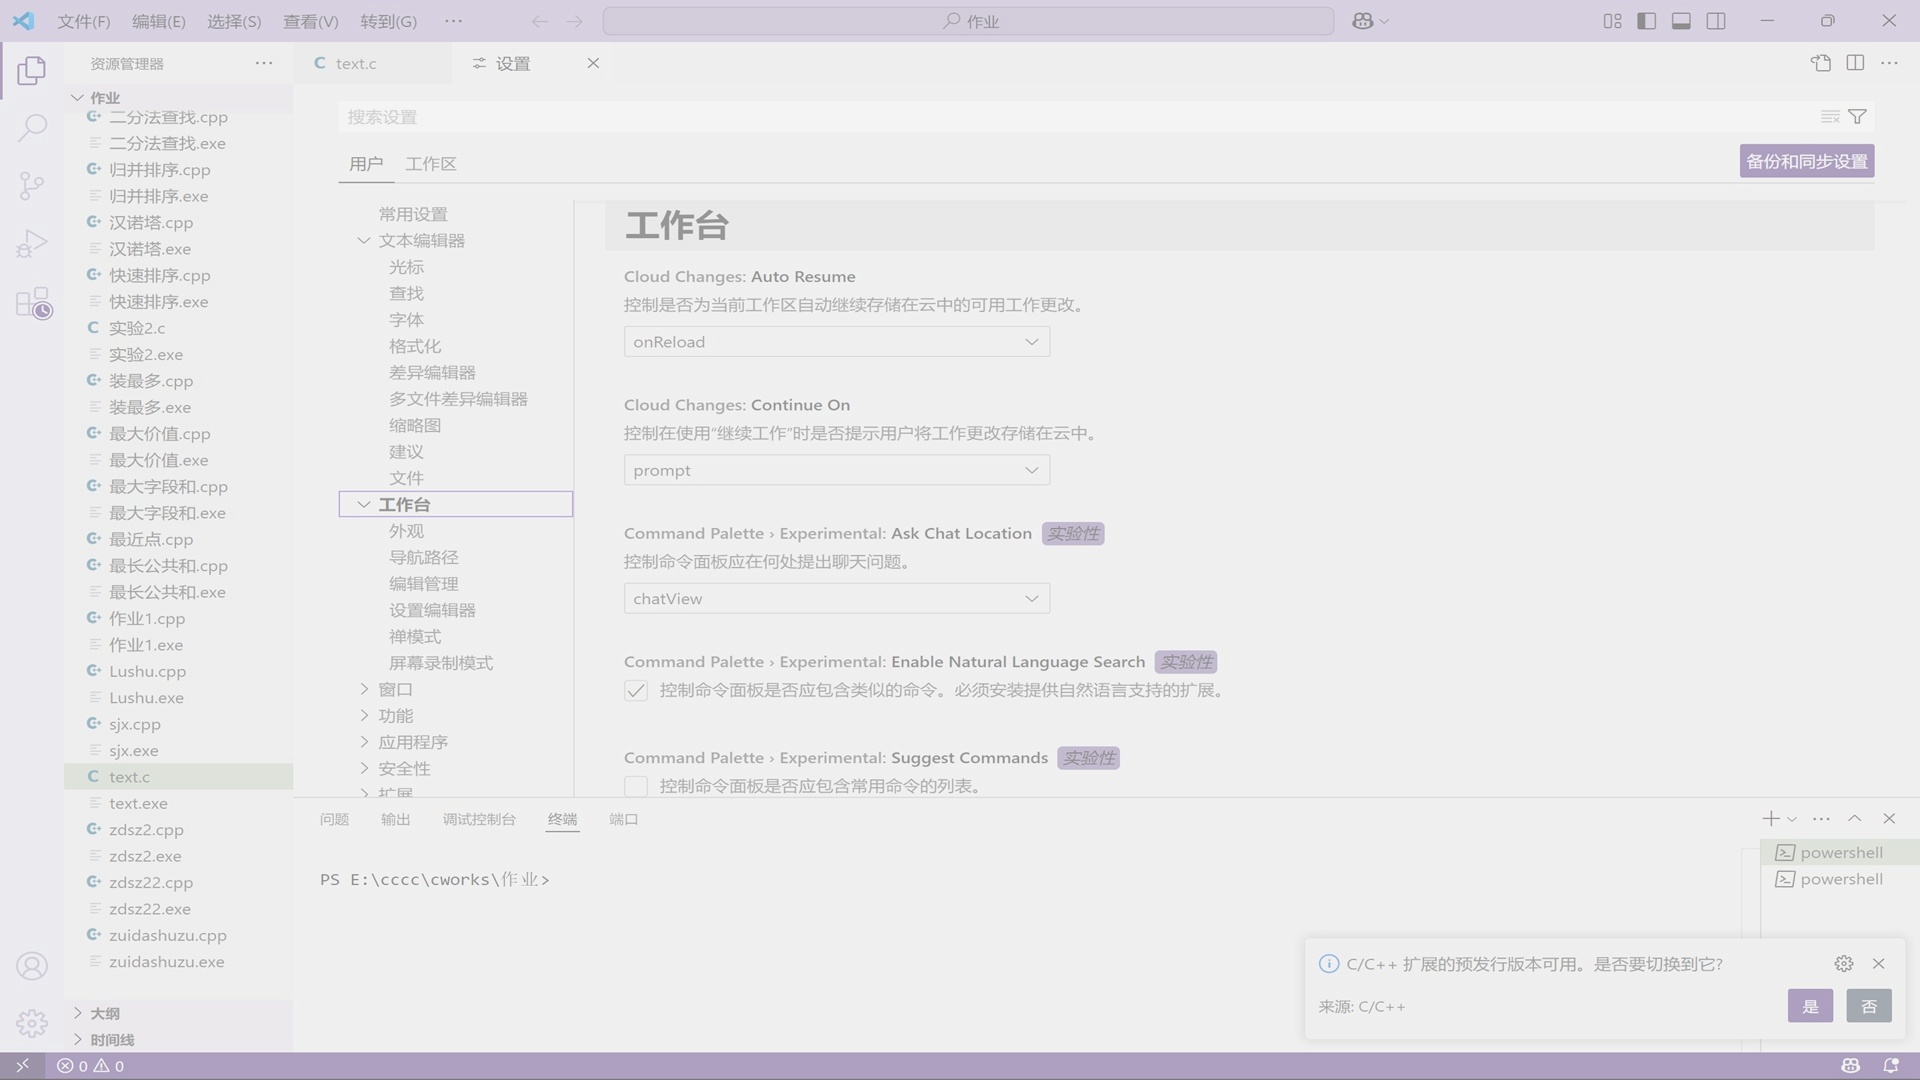 文件(F) 编辑(E) 选择(S) 查看(V) 转到(G) ··· 作业
资源管理器 ···
作业
二分法查找.cpp
二分法查找.exe
归并排序.cpp
归并排序.exe
汉诺塔.cpp
汉诺塔.exe
快速排序.cpp
快速排序.exe
实验2.c
实验2.exe
装最多.cpp
装最多.exe
最大价值.cpp
最大价值.exe
最大字段和.cpp
最大字段和.exe
最近点.cpp
最长公共和.cpp
最长公共和.exe
作业1.cpp
作业1.exe
Lushu.cpp
Lushu.exe
sjx.cpp
sjx.exe
text.c
text.exe
zdsz2.cpp
zdsz2.exe
zdsz22.cpp
zdsz22.exe
zuidashuzu.cpp
zuidashuzu.exe
大纲
时间线
text.c 设置
搜索设置
用户 工作区
备份和同步设置
常用设置
文本编辑器
光标
查找
字体
格式化
差异编辑器
多文件差异编辑器
缩略图
建议
文件
工作台
外观
导航路径
编辑管理
设置编辑器
禅模式
屏幕录制模式
窗口
功能
应用程序
安全性
扩展
工作台
Cloud Changes: Auto Resume
控制是否为当前工作区自动继续存储在云中的可用工作更改。
onReload
Cloud Changes: Continue On
控制在使用“继续工作”时是否提示用户将工作更改存储在云中。
prompt
Command Palette › Experimental: Ask Chat Location 实验性
控制命令面板应在何处提出聊天问题。
chatView
Command Palette › Experimental: Enable Natural Language Search 实验性
控制命令面板是否应包含类似的命令。必须安装提供自然语言支持的扩展。
Command Palette › Experimental: Suggest Commands 实验性
控制命令面板是否应包含常用命令的列表。
问题 输出 调试控制台 终端 端口
PS E:\cccc\cworks\作业>
powershell
powershell
C/C++ 扩展的预发行版本可用。是否要切换到它?
来源: C/C++
是 否
0 0